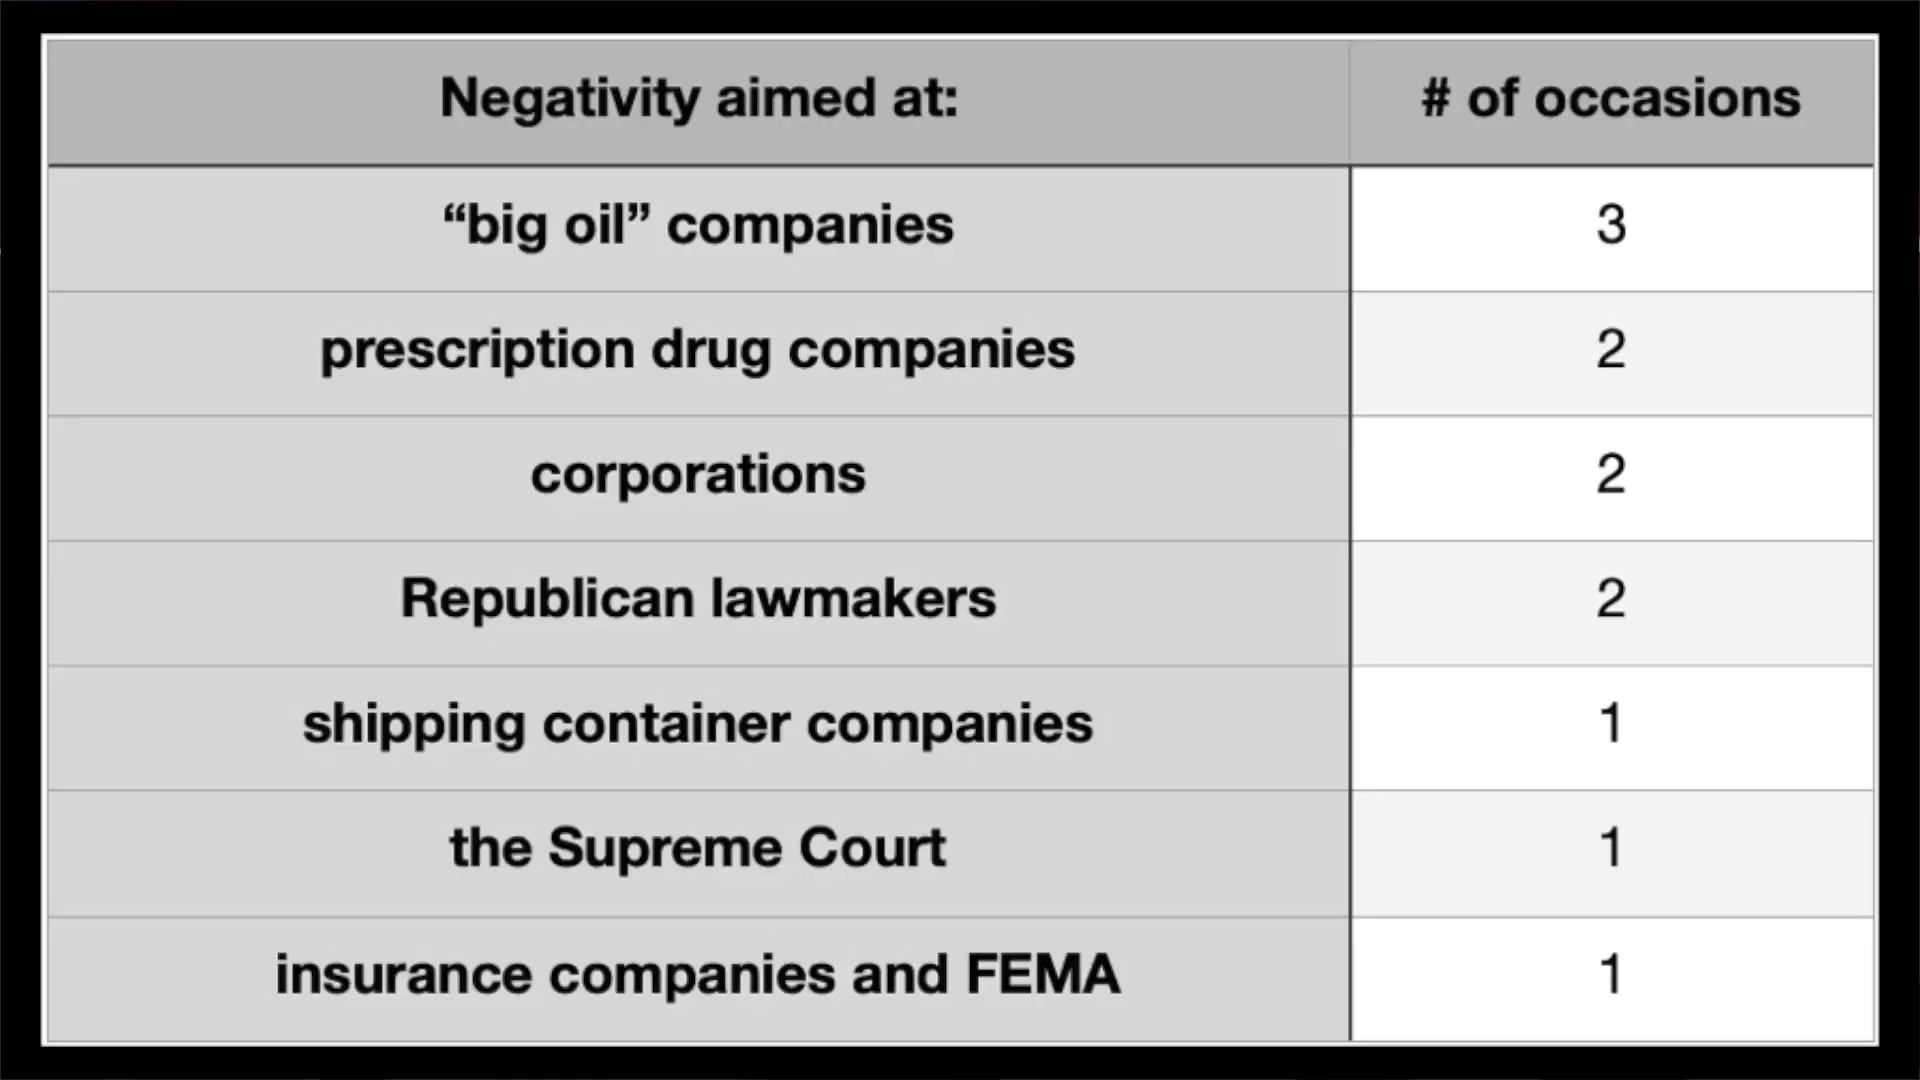 Negativity aimed at: # of occasions
“big oil” companies 3
prescription drug companies 2
corporations 2
Republican lawmakers 2
shipping container companies 1
the Supreme Court 1
insurance companies and FEMA 1